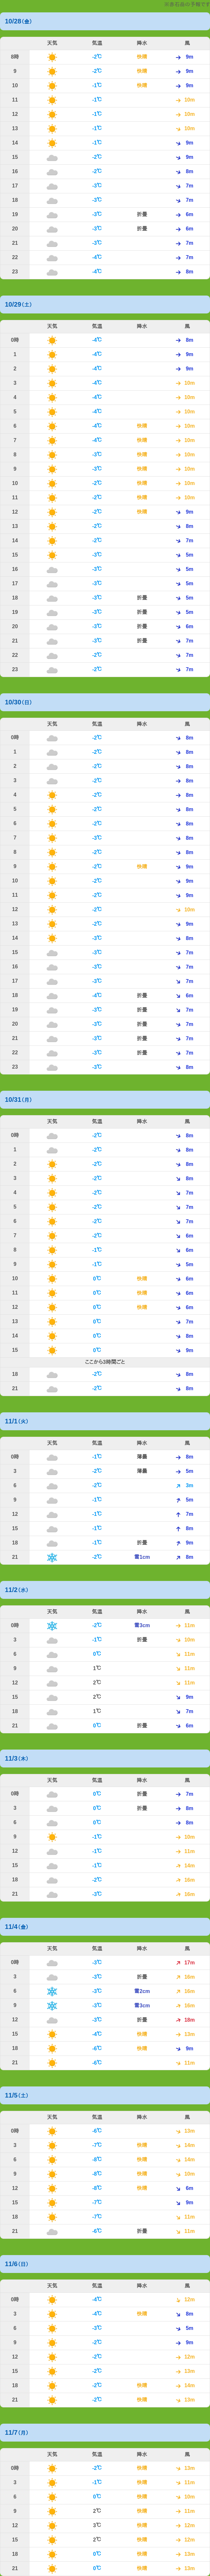 の予報です
10/28(金)
天気 気温 降水 風
8時 -2℃ 快晴 9m
9 -2℃ 快晴 9m
10 -1℃ 快晴 9m
11 -1℃ 10m
12 -1℃ 10m
13 -1℃ 10m
14 -1℃ 9m
15 -2℃ 9m
16 -2℃ 8m
17 -3℃ 7m
18 -3℃ 7m
19 -3℃ 本曇 6m
20 -3℃ 本曇 6m
21 -3℃ 7m
22 -4℃ 7m
23 -4℃ 8m
10/29(土)
天気 気温 降水 風
0時 -4℃ 8m
1 -4℃ 9m
2 -4℃ 9m
3 -4℃ 10m
4 -4℃ 10m
5 -4℃ 10m
6 -4℃ 快晴 10m
7 -4℃ 快晴 10m
8 -3℃ 快晴 10m
9 -3℃ 快晴 10m
10 -2℃ 快晴 10m
11 -2℃ 快晴 10m
12 -2℃ 快晴 9m
13 -2℃ 8m
14 -2℃ 7m
15 -3℃ 5m
16 -3℃ 5m
17 -3℃ 5m
18 -3℃ 本曇 5m
19 -3℃ 本曇 5m
20 -3℃ 本曇 6m
21 -3℃ 本曇 7m
22 -2℃ 7m
23 -2℃ 7m
10/30(日)
天気 気温 降水 風
0時 -2℃ 8m
1 -2℃ 8m
2 -2℃ 8m
3 -2℃ 8m
4 -2℃ 8m
5 -2℃ 8m
6 -2℃ 8m
7 -3℃ 8m
8 -2℃ 8m
9 -2℃ 快晴 9m
10 -2℃ 9m
11 -2℃ 9m
12 -2℃ 10m
13 -2℃ 9m
14 -3℃ 8m
15 -3℃ 7m
16 -3℃ 7m
17 -3℃ 7m
18 -4℃ 本曇 6m
19 -3℃ 本曇 7m
20 -3℃ 本曇 7m
21 -3℃ 本曇 7m
22 -3℃ 本曇 7m
23 -3℃ 8m
10/31(月)
天気 気温 降水 風
0時 -2℃ 8m
1 -2℃ 8m
2 -2℃ 8m
3 -2℃ 8m
4 -2℃ 7m
5 -2℃ 7m
6 -2℃ 7m
7 -2℃ 6m
8 -1℃ 6m
9 -1℃ 5m
10 0℃ 快晴 6m
11 0℃ 快晴 6m
12 0℃ 快晴 6m
13 0℃ 7m
14 0℃ 8m
15 0℃ 9m
ここから3時間ごと
18 -2℃ 8m
21 -2℃ 8m
11/1(火)
天気 気温 降水 風
0時 -1℃ 薄曇 8m
3 -2℃ 薄曇 5m
6 -2℃ 3m
9 -1℃ 5m
12 -1℃ 7m
15 -1℃ 8m
18 -1℃ 本曇 9m
21 -2℃ 雪1cm 8m
11/2(水)
天気 気温 降水 風
0時 -2℃ 雪3cm 11m
3 -1℃ 本曇 10m
6 0℃ 11m
9 1℃ 11m
12 2℃ 11m
15 2℃ 9m
18 1℃ 7m
21 0℃ 本曇 6m
11/3(木)
天気 気温 降水 風
0時 0℃ 本曇 7m
3 0℃ 本曇 8m
6 0℃ 8m
9 -1℃ 10m
12 -1℃ 11m
15 -1℃ 14m
18 -2℃ 16m
21 -3℃ 16m
11/4(金)
天気 気温 降水 風
0時 -3℃ 17m
3 -3℃ 本曇 16m
6 -3℃ 雪2cm 16m
9 -3℃ 雪3cm 16m
12 -3℃ 本曇 18m
15 -4℃ 快晴 13m
18 -6℃ 快晴 9m
21 -6℃ 11m
11/5(土)
天気 気温 降水 風
0時 -6℃ 13m
3 -7℃ 快晴 14m
6 -8℃ 快晴 14m
9 -8℃ 快晴 10m
12 -8℃ 快晴 6m
15 -7℃ 9m
18 -7℃ 11m
21 -6℃ 本曇 11m
11/6(日)
天気 気温 降水 風
0時 -4℃ 12m
3 -4℃ 快晴 8m
6 -3℃ 5m
9 -2℃ 9m
12 -2℃ 12m
15 -2℃ 13m
18 -2℃ 快晴 14m
21 -2℃ 快晴 13m
11/7(月)
天気 気温 降水 風
0時 -2℃ 快晴 13m
3 -1℃ 快晴 11m
6 0℃ 快晴 10m
9 2℃ 快晴 11m
12 3℃ 快晴 12m
15 2℃ 快晴 12m
18 0℃ 快晴 13m
21 0℃ 快晴 13m